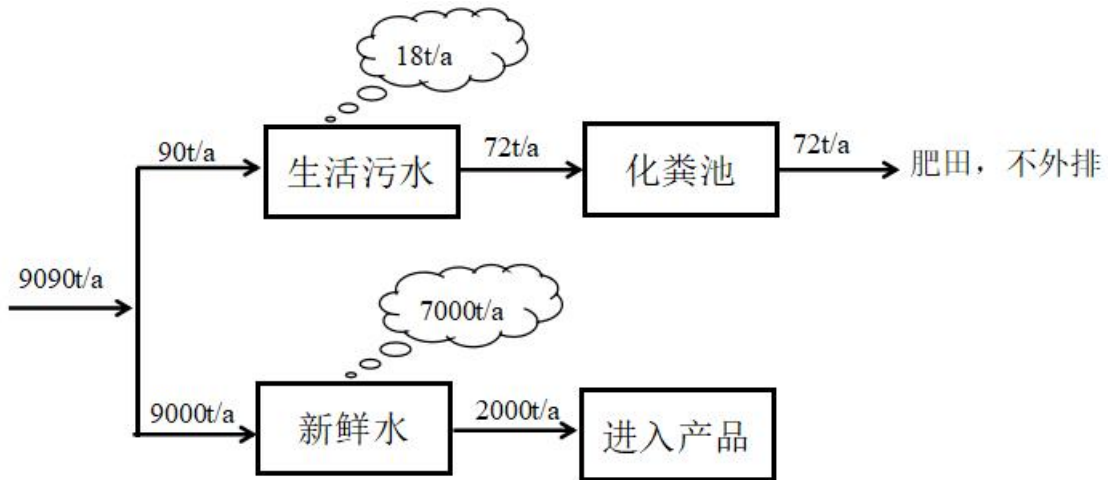 18t/a
90t/a
生活污水
72t/a
化粪池
72t/a
肥田，不外排
9090t/a
7000t/a
9000t/a
新鲜水
2000t/a
进入产品